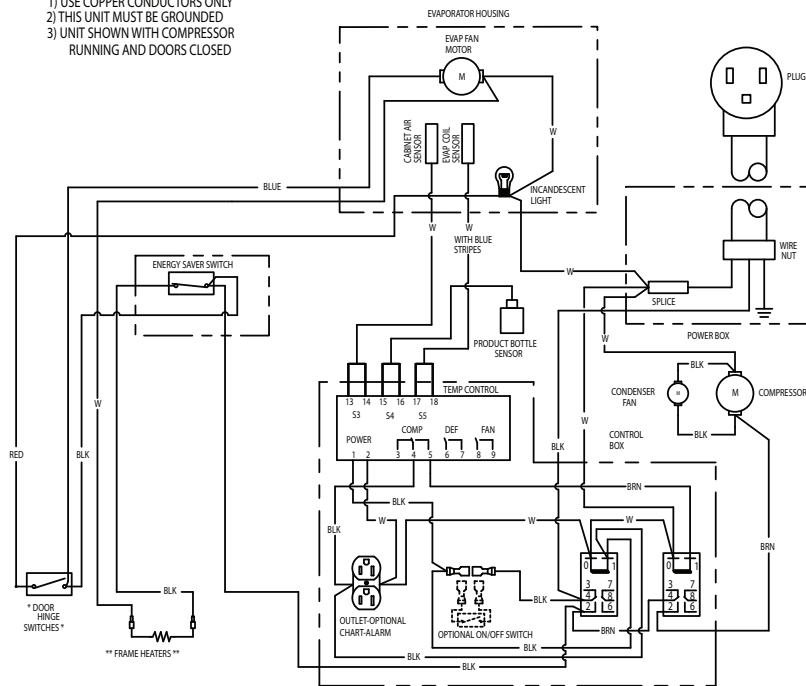 1) USE COPPER CONDUCTORS ONLY
2) THIS UNIT MUST BE GROUNDED
3) UNIT SHOWN WITH COMPRESSOR
RUNNING AND DOORS CLOSED
EVAPORATOR HOUSING
EVAP FAN
MOTOR
M
PLUG
CABINET AIR
SENSOR
EVAP COIL
SENSOR
W
BLUE
INCANDESCENT
LIGHT
W
W
WITH BLUE
STRIPES
WIRE
NUT
ENERGY SAVER SWITCH
W
SPLICE
PRODUCT BOTTLE
SENSOR
POWER BOX
W
BLK
TEMP CONTROL
CONDENSER
FAN
M
M
COMPRESSOR
13 14 15 16 17 18
S3 S4 S5
W
COMP DEF FAN
POWER
3 4 5 6 7 8 9
1 2
W
BLK
CONTROL
BOX
BLK
RED
BLK
BLK
BRN
BLK
W
W
W
BLK
BRN
0 1
0 1
3 7
4 8
2 6
3 7
4 8
2 6
* DOOR
HINGE
SWITCHES *
BLK
BLK
OUTLET-OPTIONAL
CHART-ALARM
OPTIONAL ON/OFF SWITCH
BRN
BLK
** FRAME HEATERS **
BLK
BLK